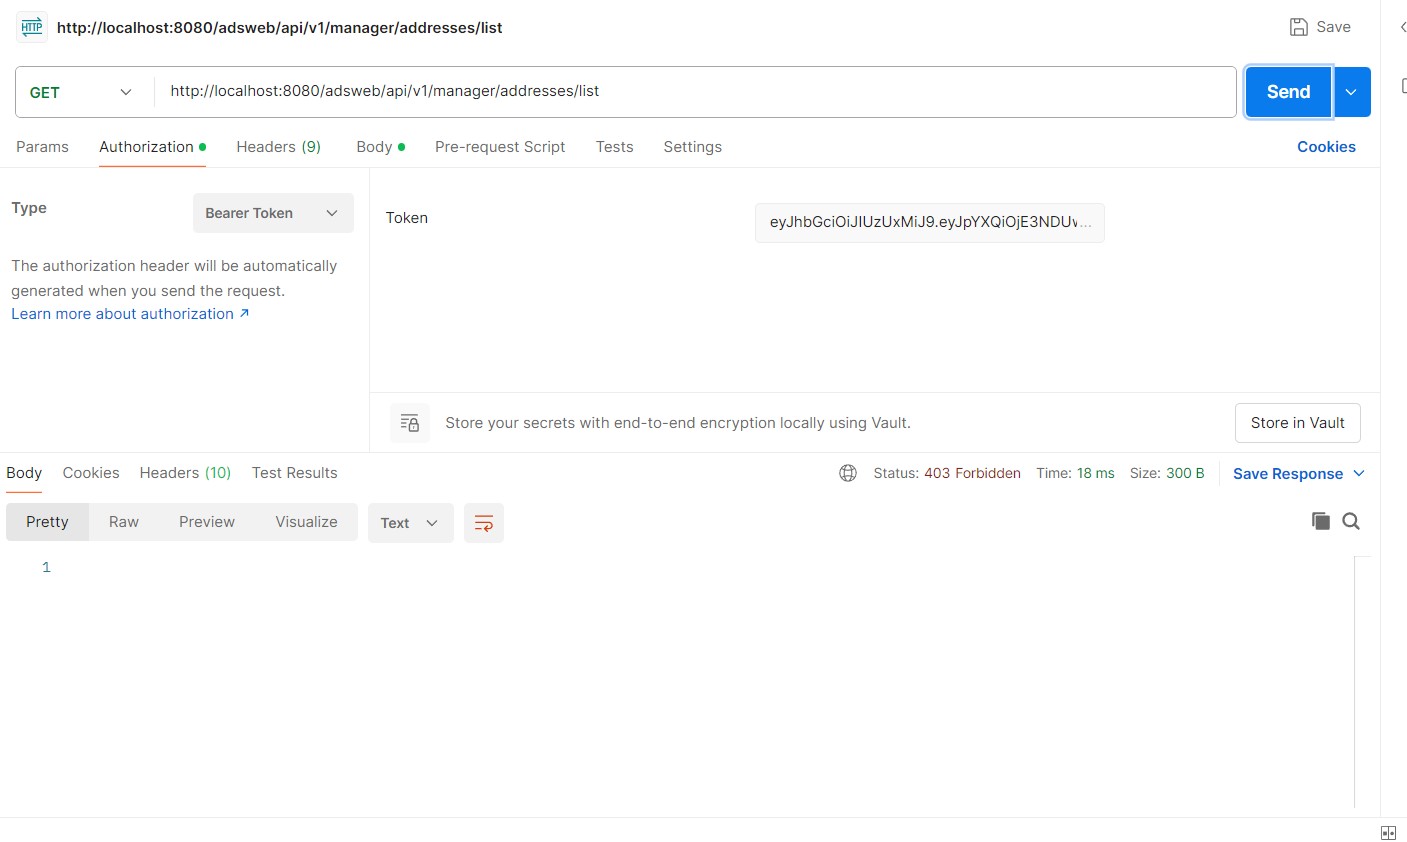 HTTP http://localhost:8080/adsweb/api/v1/manager/addresses/list Save
GET http://localhost:8080/adsweb/api/v1/manager/addresses/list Send
Params Authorization Headers (9) Body Pre-request Script Tests Settings Cookies
Type Bearer Token
The authorization header will be automatically
generated when you send the request.
Learn more about authorization ↗
Token eyJhbGciOiJIUzUxMiJ9.eyJpYXQiOjE3NDUv...
Store your secrets with end-to-end encryption locally using Vault. Store in Vault
Body Cookies Headers (10) Test Results Status: 403 Forbidden Time: 18 ms Size: 300 B Save Response
Pretty Raw Preview Visualize Text
1